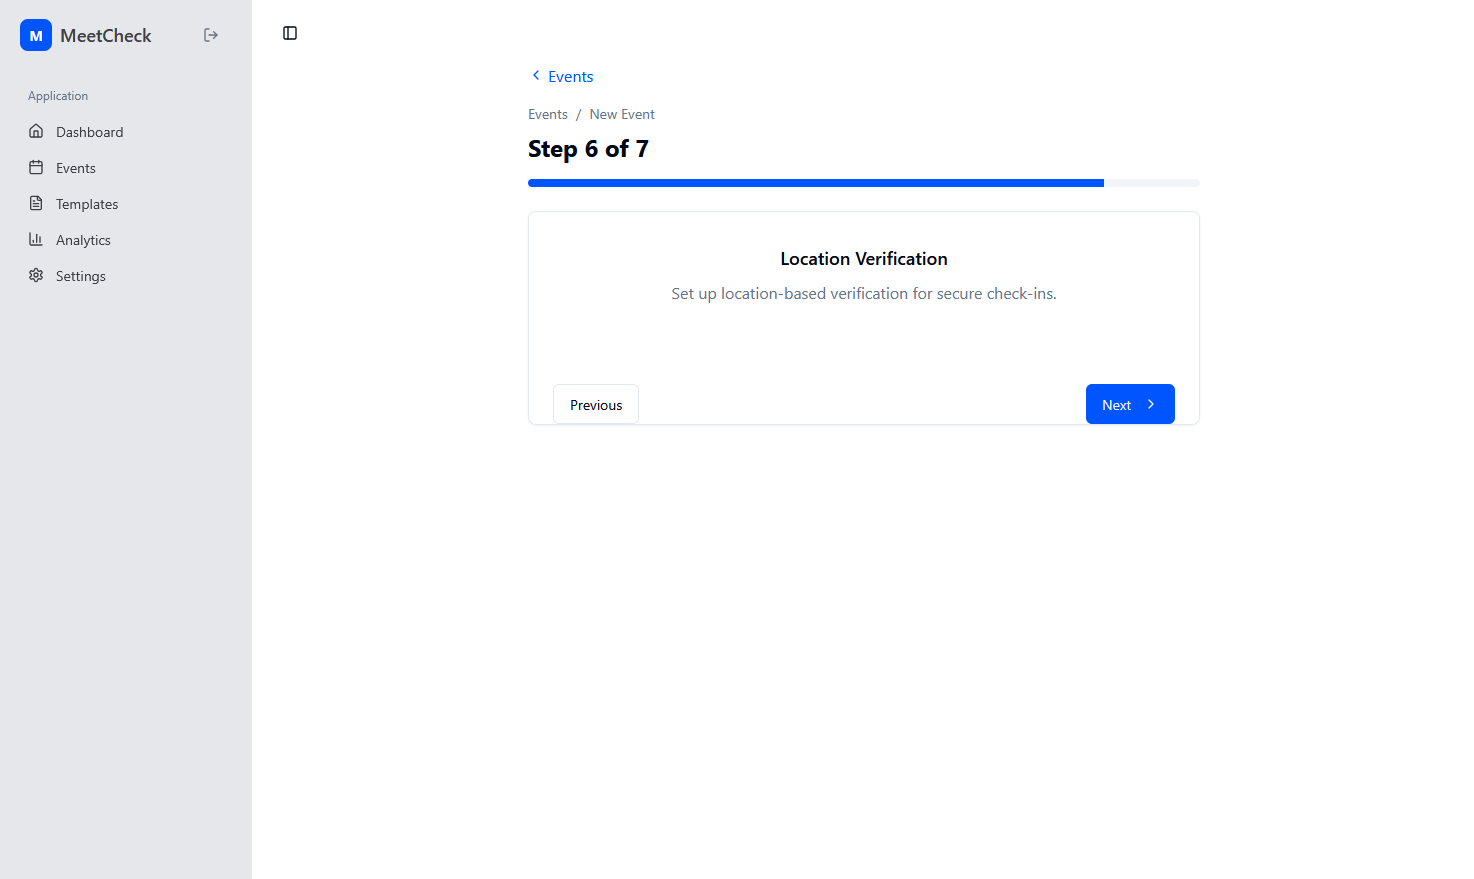 M MeetCheck
Application
Dashboard
Events
Templates
Analytics
Settings
Events
Events / New Event
Step 6 of 7
Location Verification
Set up location-based verification for secure check-ins.
Previous
Next